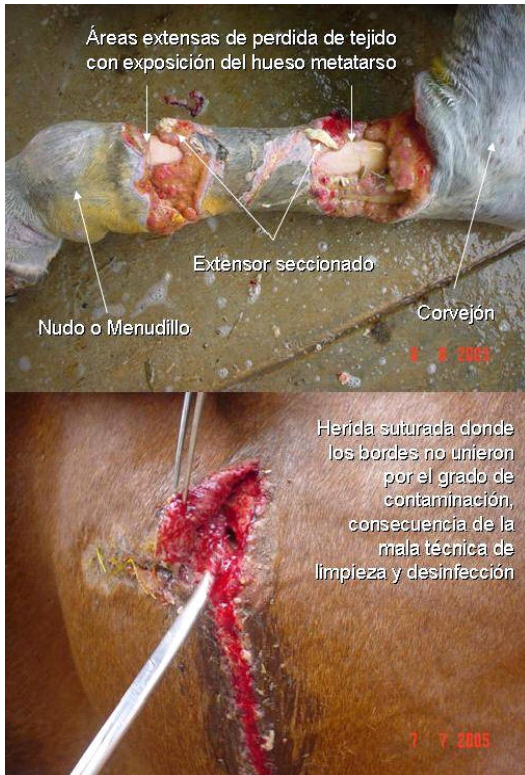 Áreas extensas de perdida de tejido
con exposición del hueso metatarso
Extensor seccionado
Nudo o Menudillo
Corvejón
8 8 2005
Herida suturada donde
los bordes no unieron
por el grado de
contaminación,
consecuencia de la
mala técnica de
limpieza y desinfección
7 7 2005